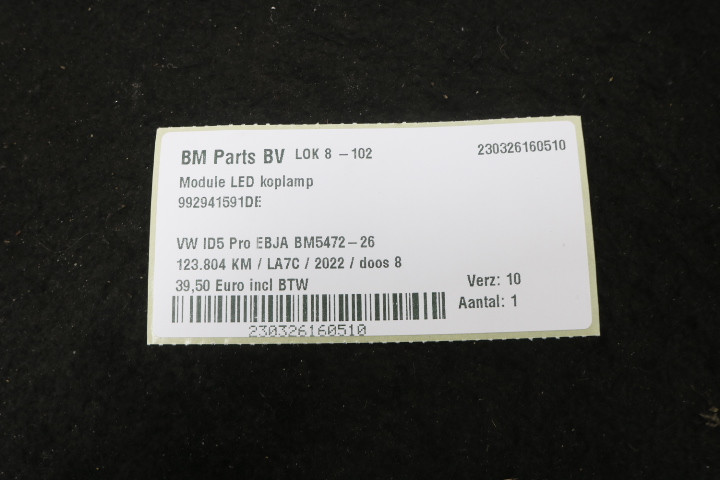 BM Parts BV LOK 8 -102 230326160510
Module LED koplamp
992941591DE
VW ID5 Pro EBJA BM5472-26
123.804 KM / LA7C / 2022 / doos 8
39,50 Euro incl BTW Verz: 10
Aantal: 1
230326160510